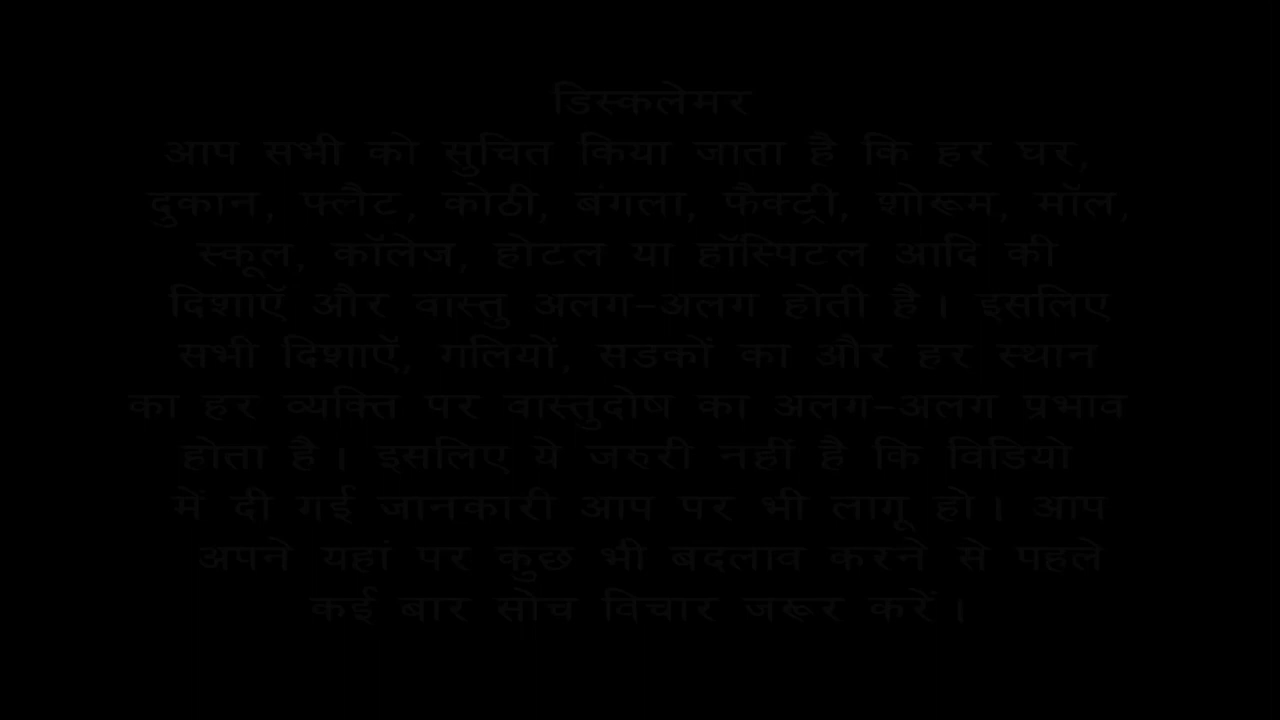 डिस्कलेमर
आप सभी को सुचित किया जाता है कि हर घर,
दुकान, फ्लैट, कोठी, बंगला, फैक्ट्री, शोरूम, मॉल,
स्कूल, कॉलेज, होटल या हॉस्पिटल आदि की
दिशाएँ और वास्तु अलग-अलग होती है। इसलिए
सभी दिशाऐं, गलियों, सडकों का और हर स्थान
का हर व्यक्ति पर वास्तुदोष का अलग-अलग प्रभाव
होता है। इसलिए ये जरुरी नहीं है कि विडियो
में दी गई जानकारी आप पर भी लागू हो। आप
अपने यहां पर कुछ भी बदलाव करने से पहले
कई बार सोच विचार जरूर करें।